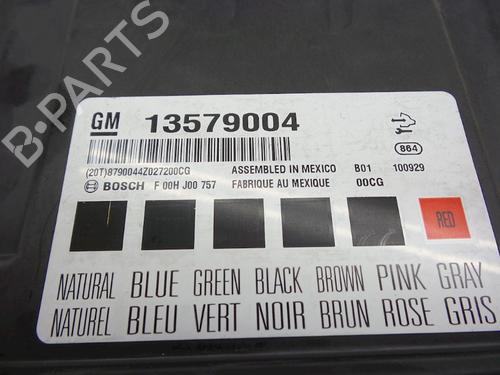 B-PARTS
GM 13579004
(20T)8790044Z027200CG ASSEMBLED IN MEXICO B01 100929
BOSCH F 00H J00 757 FABRIQUE AU MEXIQUE 00CG
864
RED
NATURAL BLUE GREEN BLACK BROWN PINK GRAY
NATUREL BLEU VERT NOIR BRUN ROSE GRIS